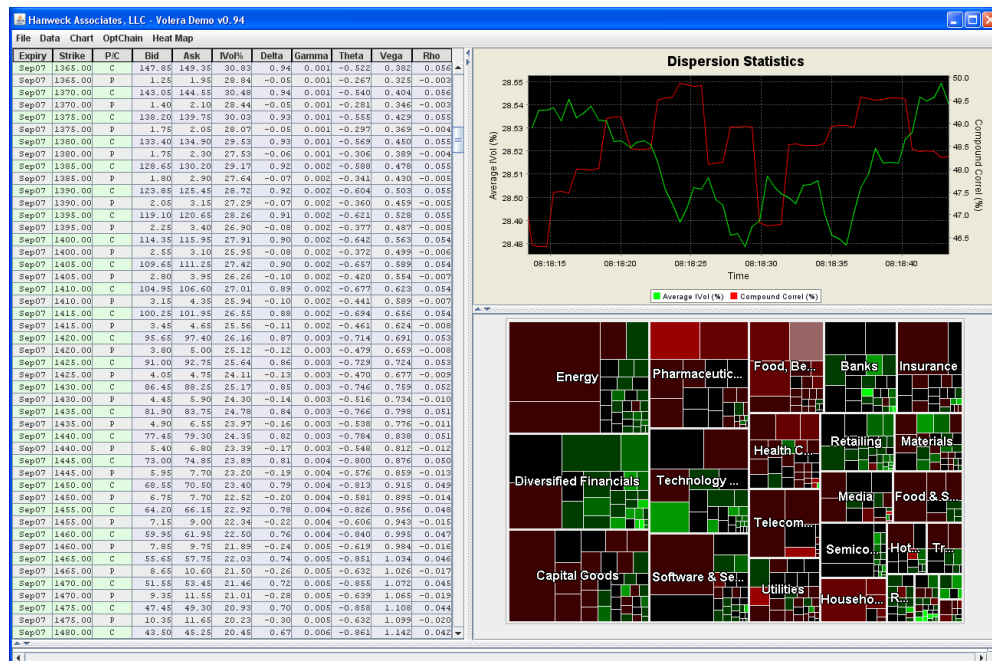 Hanweck Associates, LLC - Volera Demo v0.94
File Data Chart OptChain Heat Map
Expiry Strike P/C Bid Ask IVol% Delta Gamma Theta Vega Rho
Sep07 1365.00 C 147.85 149.35 30.83 0.94 0.001 -0.522 0.382 0.056
Sep07 1365.00 P 1.25 1.95 28.84 -0.05 0.001 -0.267 0.325 -0.003
Sep07 1370.00 C 143.05 144.55 30.48 0.94 0.001 -0.540 0.404 0.056
Sep07 1370.00 P 1.40 2.10 28.44 -0.05 0.001 -0.281 0.346 -0.003
Sep07 1375.00 C 138.20 139.75 30.03 0.93 0.001 -0.555 0.429 0.055
Sep07 1375.00 P 1.75 2.05 28.07 -0.05 0.001 -0.297 0.369 -0.004
Sep07 1380.00 C 133.40 134.90 29.53 0.93 0.001 -0.569 0.450 0.055
Sep07 1380.00 P 1.75 2.30 27.53 -0.06 0.001 -0.306 0.389 -0.004
Sep07 1385.00 C 128.65 130.20 29.17 0.92 0.002 -0.588 0.478 0.055
Sep07 1385.00 P 1.80 2.90 27.64 -0.07 0.002 -0.341 0.430 -0.005
Sep07 1390.00 C 123.85 125.45 28.72 0.92 0.002 -0.604 0.503 0.055
Sep07 1390.00 P 2.05 3.15 27.29 -0.07 0.002 -0.360 0.459 -0.005
Sep07 1395.00 C 119.10 120.65 28.26 0.91 0.002 -0.621 0.528 0.055
Sep07 1395.00 P 2.25 3.40 26.90 -0.08 0.002 -0.377 0.487 -0.005
Sep07 1400.00 C 114.35 115.95 27.91 0.90 0.002 -0.642 0.563 0.054
Sep07 1400.00 P 2.55 3.10 25.95 -0.08 0.002 -0.372 0.499 -0.006
Sep07 1405.00 C 109.65 111.25 27.42 0.90 0.002 -0.657 0.589 0.054
Sep07 1405.00 P 2.80 3.95 26.26 -0.10 0.002 -0.420 0.554 -0.007
Sep07 1410.00 C 104.95 106.60 27.01 0.89 0.002 -0.677 0.623 0.054
Sep07 1410.00 P 3.15 4.35 25.94 -0.10 0.002 -0.441 0.589 -0.007
Sep07 1415.00 C 100.25 101.95 26.55 0.88 0.002 -0.694 0.656 0.054
Sep07 1415.00 P 3.45 4.65 25.56 -0.11 0.002 -0.461 0.624 -0.008
Sep07 1420.00 C 95.65 97.40 26.16 0.87 0.003 -0.714 0.691 0.053
Sep07 1420.00 P 3.80 5.00 25.12 -0.12 0.003 -0.479 0.659 -0.008
Sep07 1425.00 C 91.00 92.75 25.64 0.86 0.003 -0.729 0.724 0.053
Sep07 1425.00 P 4.05 4.75 24.11 -0.13 0.003 -0.470 0.677 -0.009
Sep07 1430.00 C 86.45 88.25 25.17 0.85 0.003 -0.746 0.759 0.052
Sep07 1430.00 P 4.45 5.90 24.30 -0.14 0.003 -0.516 0.734 -0.010
Sep07 1435.00 C 81.90 83.75 24.78 0.84 0.003 -0.766 0.798 0.051
Sep07 1435.00 P 4.90 6.55 23.97 -0.16 0.003 -0.538 0.776 -0.011
Sep07 1440.00 C 77.45 79.30 24.35 0.82 0.003 -0.784 0.838 0.051
Sep07 1440.00 P 5.40 6.80 23.39 -0.17 0.003 -0.548 0.812 -0.012
Sep07 1445.00 C 73.00 74.85 23.89 0.81 0.004 -0.800 0.876 0.050
Sep07 1445.00 P 5.95 7.70 23.20 -0.19 0.004 -0.576 0.859 -0.013
Sep07 1450.00 C 68.55 70.50 23.40 0.79 0.004 -0.813 0.915 0.049
Sep07 1450.00 P 6.75 7.70 22.52 -0.20 0.004 -0.581 0.895 -0.014
Sep07 1455.00 C 64.20 66.15 22.92 0.78 0.004 -0.826 0.956 0.048
Sep07 1455.00 P 7.15 9.00 22.34 -0.22 0.004 -0.606 0.943 -0.015
Sep07 1460.00 C 59.95 61.95 22.50 0.76 0.004 -0.840 0.995 0.047
Sep07 1460.00 P 7.85 9.75 21.89 -0.24 0.005 -0.619 0.984 -0.016
Sep07 1465.00 C 55.65 57.75 22.03 0.74 0.005 -0.851 1.034 0.046
Sep07 1465.00 P 8.65 10.60 21.50 -0.26 0.005 -0.632 1.026 -0.017
Sep07 1470.00 C 51.55 53.45 21.46 0.72 0.005 -0.855 1.072 0.045
Sep07 1470.00 P 9.35 11.55 21.01 -0.28 0.005 -0.639 1.065 -0.019
Sep07 1475.00 C 47.45 49.30 20.93 0.70 0.005 -0.858 1.108 0.044
Sep07 1475.00 P 10.35 11.65 20.23 -0.30 0.005 -0.632 1.099 -0.020
Sep07 1480.00 C 43.50 45.25 20.45 0.67 0.006 -0.861 1.142 0.042
Dispersion Statistics
Average IVol (%)
28.55
28.54
28.53
28.52
28.51
28.50
28.49
28.48
50.0
49.5
49.0
48.5
48.0
47.5
47.0
46.5
Compound Correl (%)
08:18:15 08:18:20 08:18:25 08:18:30 08:18:35 08:18:40
Time
Average IVol (%) Compound Correl (%)
Energy Pharmaceutic... Food, Be... Banks Insurance
Retailing Materials
Health C...
Diversified Financials Technology ...
Media Food & S...
Telecom...
Semico... Hot... Tr...
Capital Goods Software & Se... Utilities Househo... R...